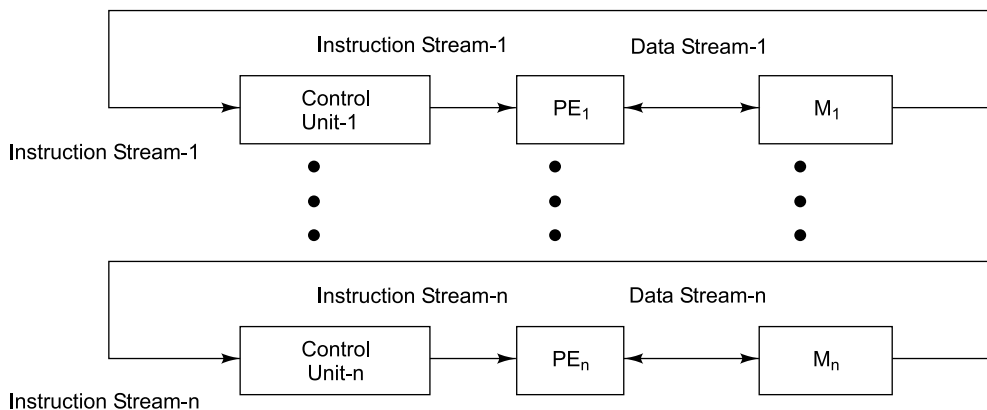 Instruction Stream-1 Data Stream-1
Control
Unit-1
PE₁
M₁
Instruction Stream-1
Instruction Stream-n Data Stream-n
Control
Unit-n
PEₙ
Mₙ
Instruction Stream-n